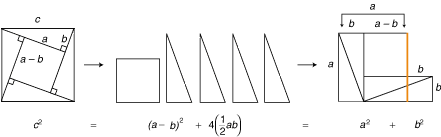 c
a b
a – b
a
b a – b
a
b
b
c² = (a – b)² + 4(½ab) = a² + b²